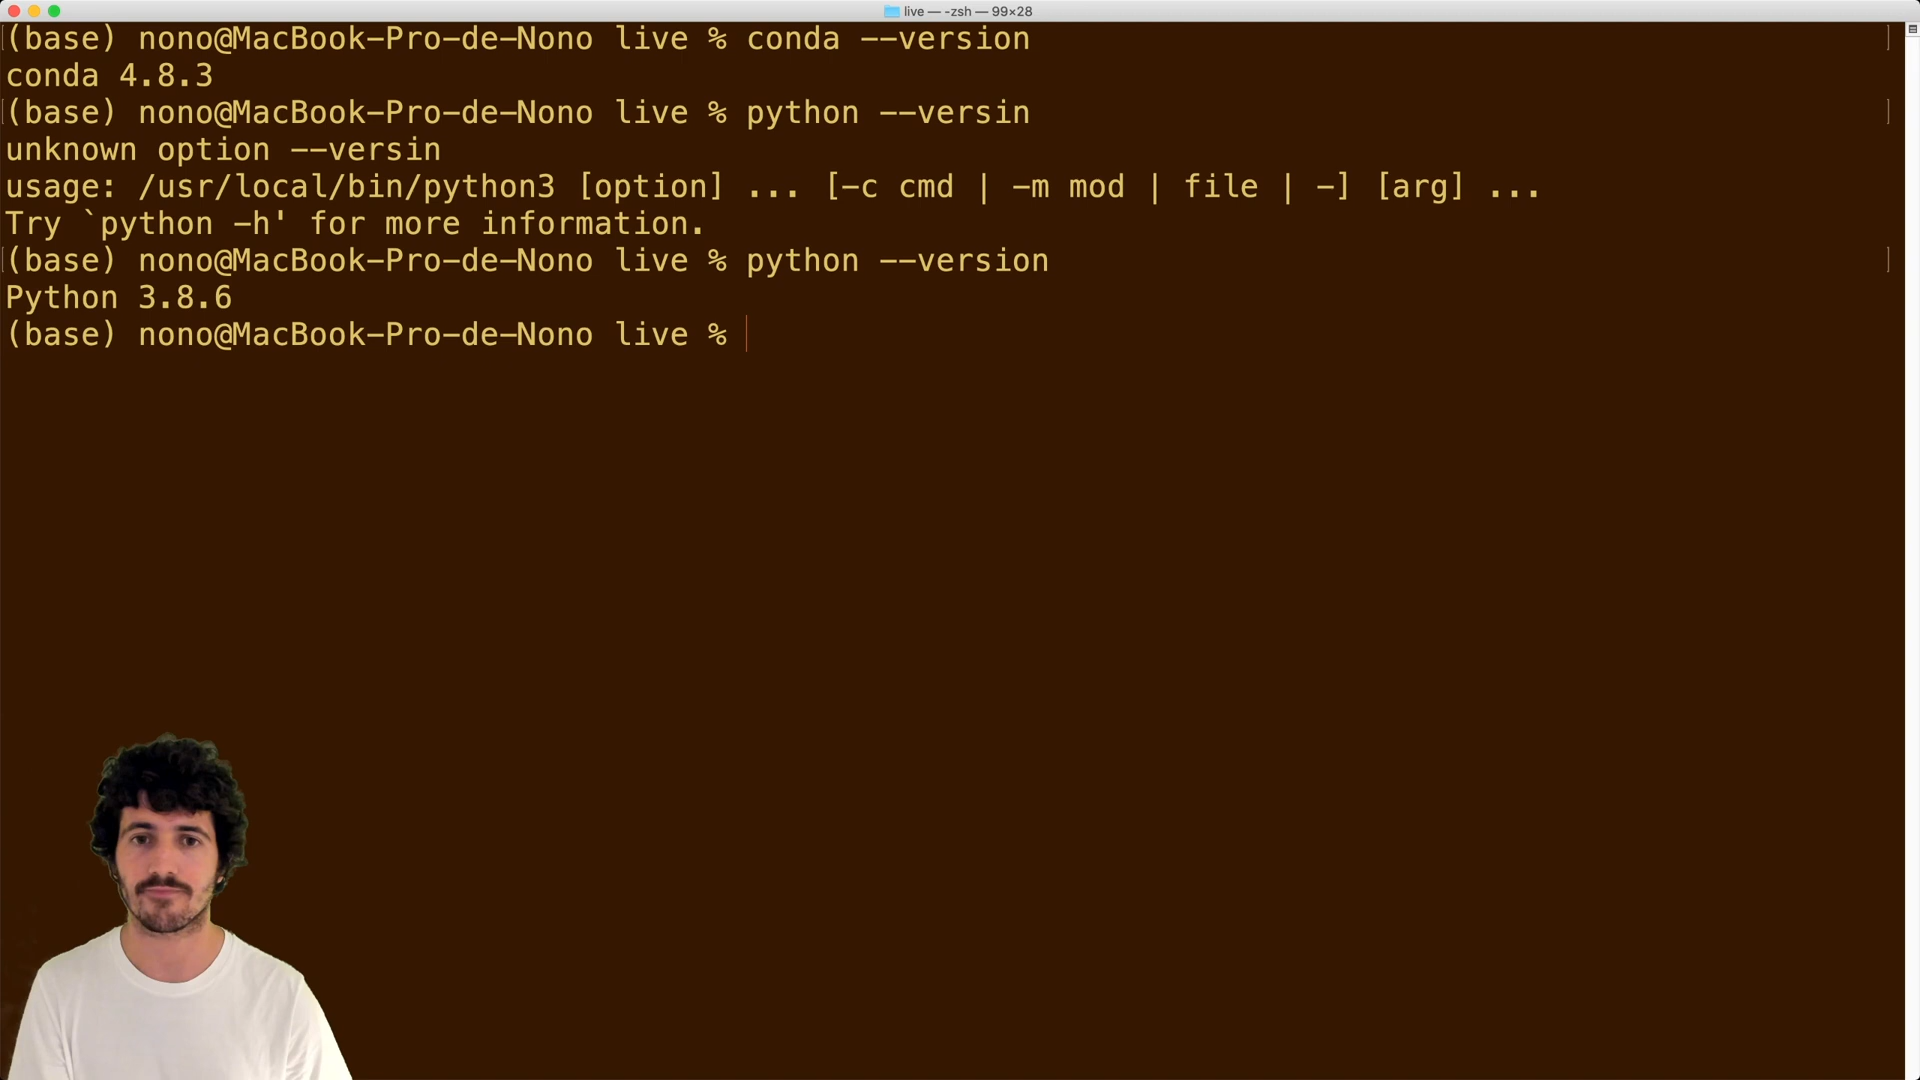 live — -zsh — 99×28
(base) nono@MacBook-Pro-de-Nono live % conda --version
conda 4.8.3
(base) nono@MacBook-Pro-de-Nono live % python --versin
unknown option --versin
usage: /usr/local/bin/python3 [option] ... [-c cmd | -m mod | file | -] [arg] ...
Try `python -h' for more information.
(base) nono@MacBook-Pro-de-Nono live % python --version
Python 3.8.6
(base) nono@MacBook-Pro-de-Nono live %